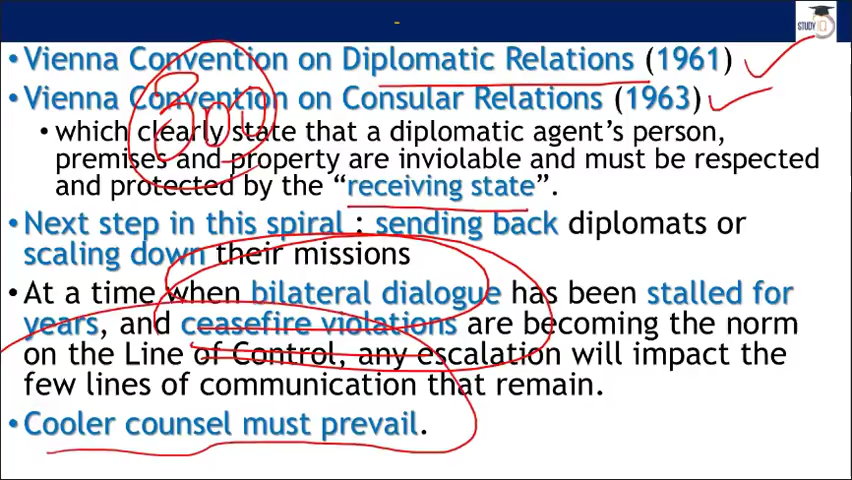 -
STUDY IQ
• Vienna Convention on Diplomatic Relations (1961)
300
• Vienna Convention on Consular Relations (1963)
• which clearly state that a diplomatic agent's person,
premises and property are inviolable and must be respected
and protected by the “receiving state”.
• Next step in this spiral : sending back diplomats or
scaling down their missions
• At a time when bilateral dialogue has been stalled for
years, and ceasefire violations are becoming the norm
on the Line of Control, any escalation will impact the
few lines of communication that remain.
• Cooler counsel must prevail.